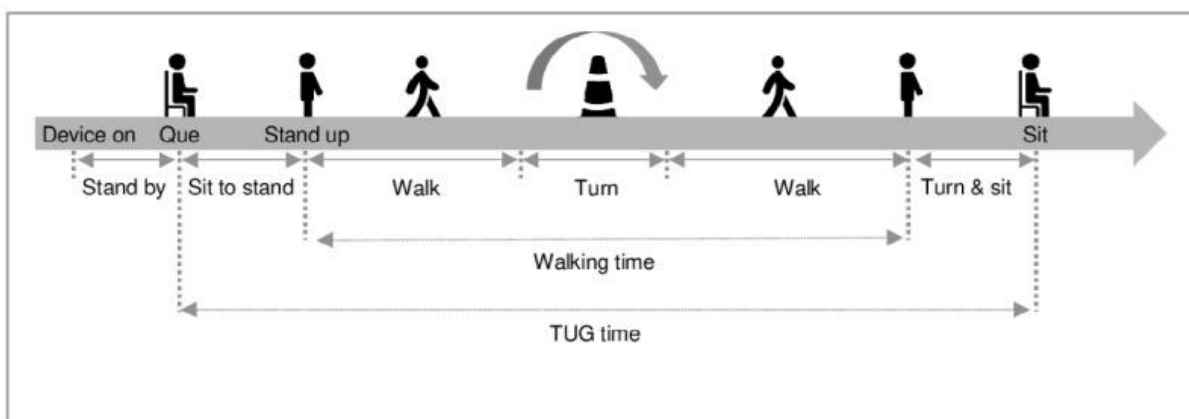 Device on Que Stand up Sit
Stand by Sit to stand Walk Turn Walk Turn & sit
Walking time
TUG time